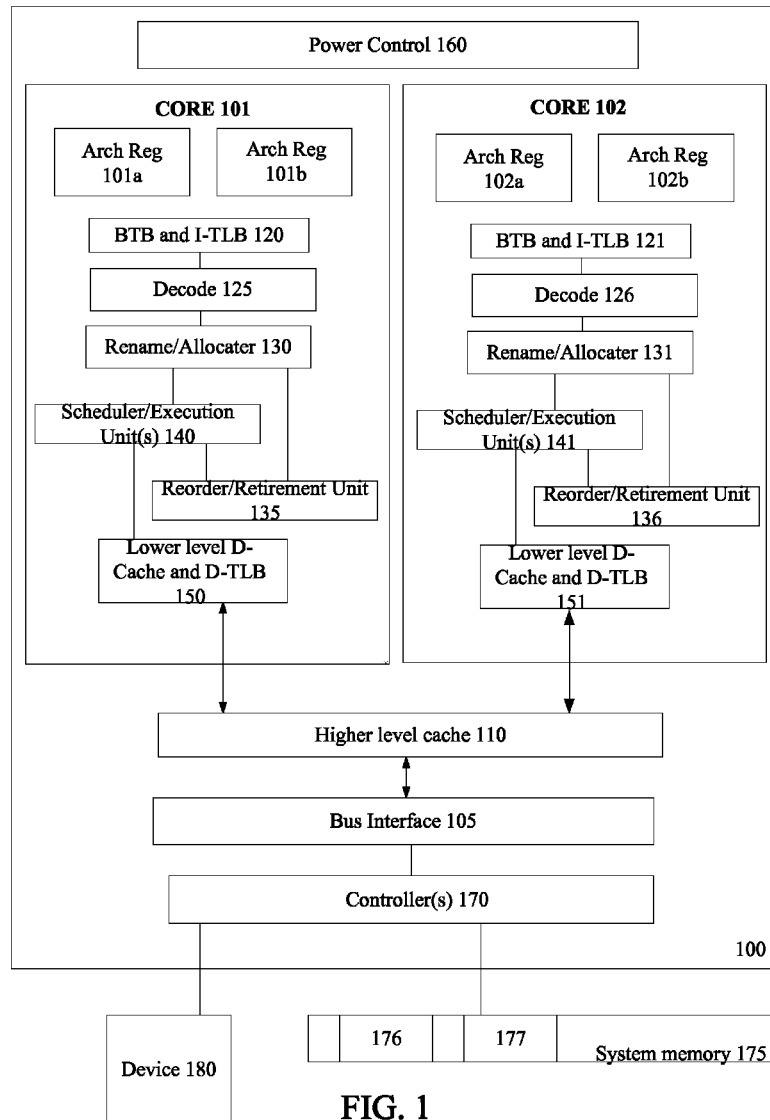 Power Control 160
CORE 101
Arch Reg
101a
Arch Reg
101b
BTB and I-TLB 120
Decode 125
Rename/Allocater 130
Scheduler/Execution
Unit(s) 140
Reorder/Retirement Unit
135
Lower level D-
Cache and D-TLB
150
CORE 102
Arch Reg
102a
Arch Reg
102b
BTB and I-TLB 121
Decode 126
Rename/Allocater 131
Scheduler/Execution
Unit(s) 141
Reorder/Retirement Unit
136
Lower level D-
Cache and D-TLB
151
Higher level cache 110
Bus Interface 105
Controller(s) 170
100
Device 180
176
177
System memory 175
FIG. 1